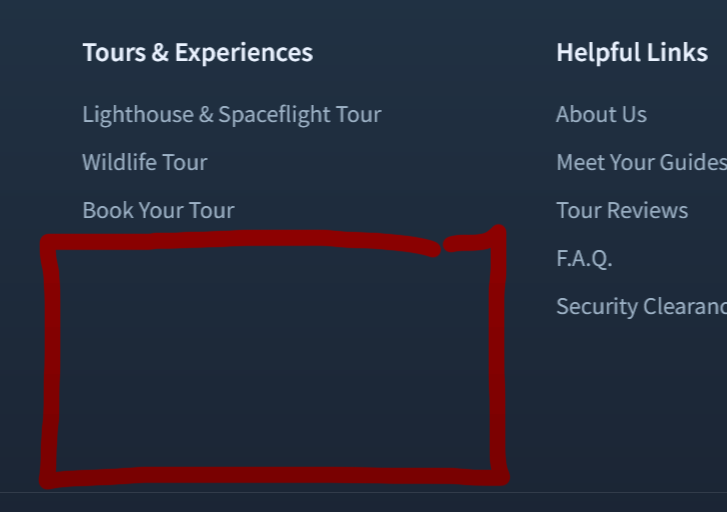 Tours & Experiences
Lighthouse & Spaceflight Tour
Wildlife Tour
Book Your Tour
Helpful Links
About Us
Meet Your Guides
Tour Reviews
F.A.Q.
Security